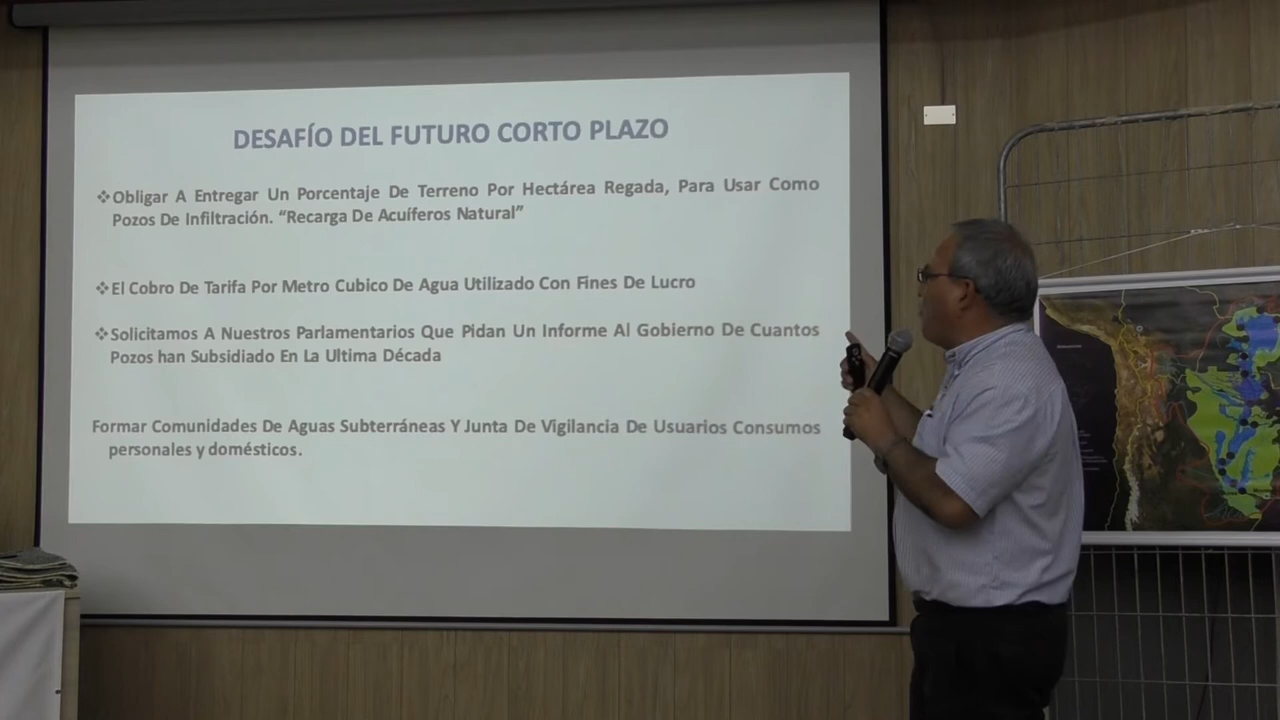 DESAFÍO DEL FUTURO CORTO PLAZO
❖Obligar A Entregar Un Porcentaje De Terreno Por Hectárea Regada, Para Usar Como
Pozos De Infiltración. “Recarga De Acuíferos Natural”
❖El Cobro De Tarifa Por Metro Cubico De Agua Utilizado Con Fines De Lucro
❖Solicitamos A Nuestros Parlamentarios Que Pidan Un Informe Al Gobierno De Cuantos
Pozos han Subsidiado En La Ultima Década
Formar Comunidades De Aguas Subterráneas Y Junta De Vigilancia De Usuarios Consumos
personales y domésticos.